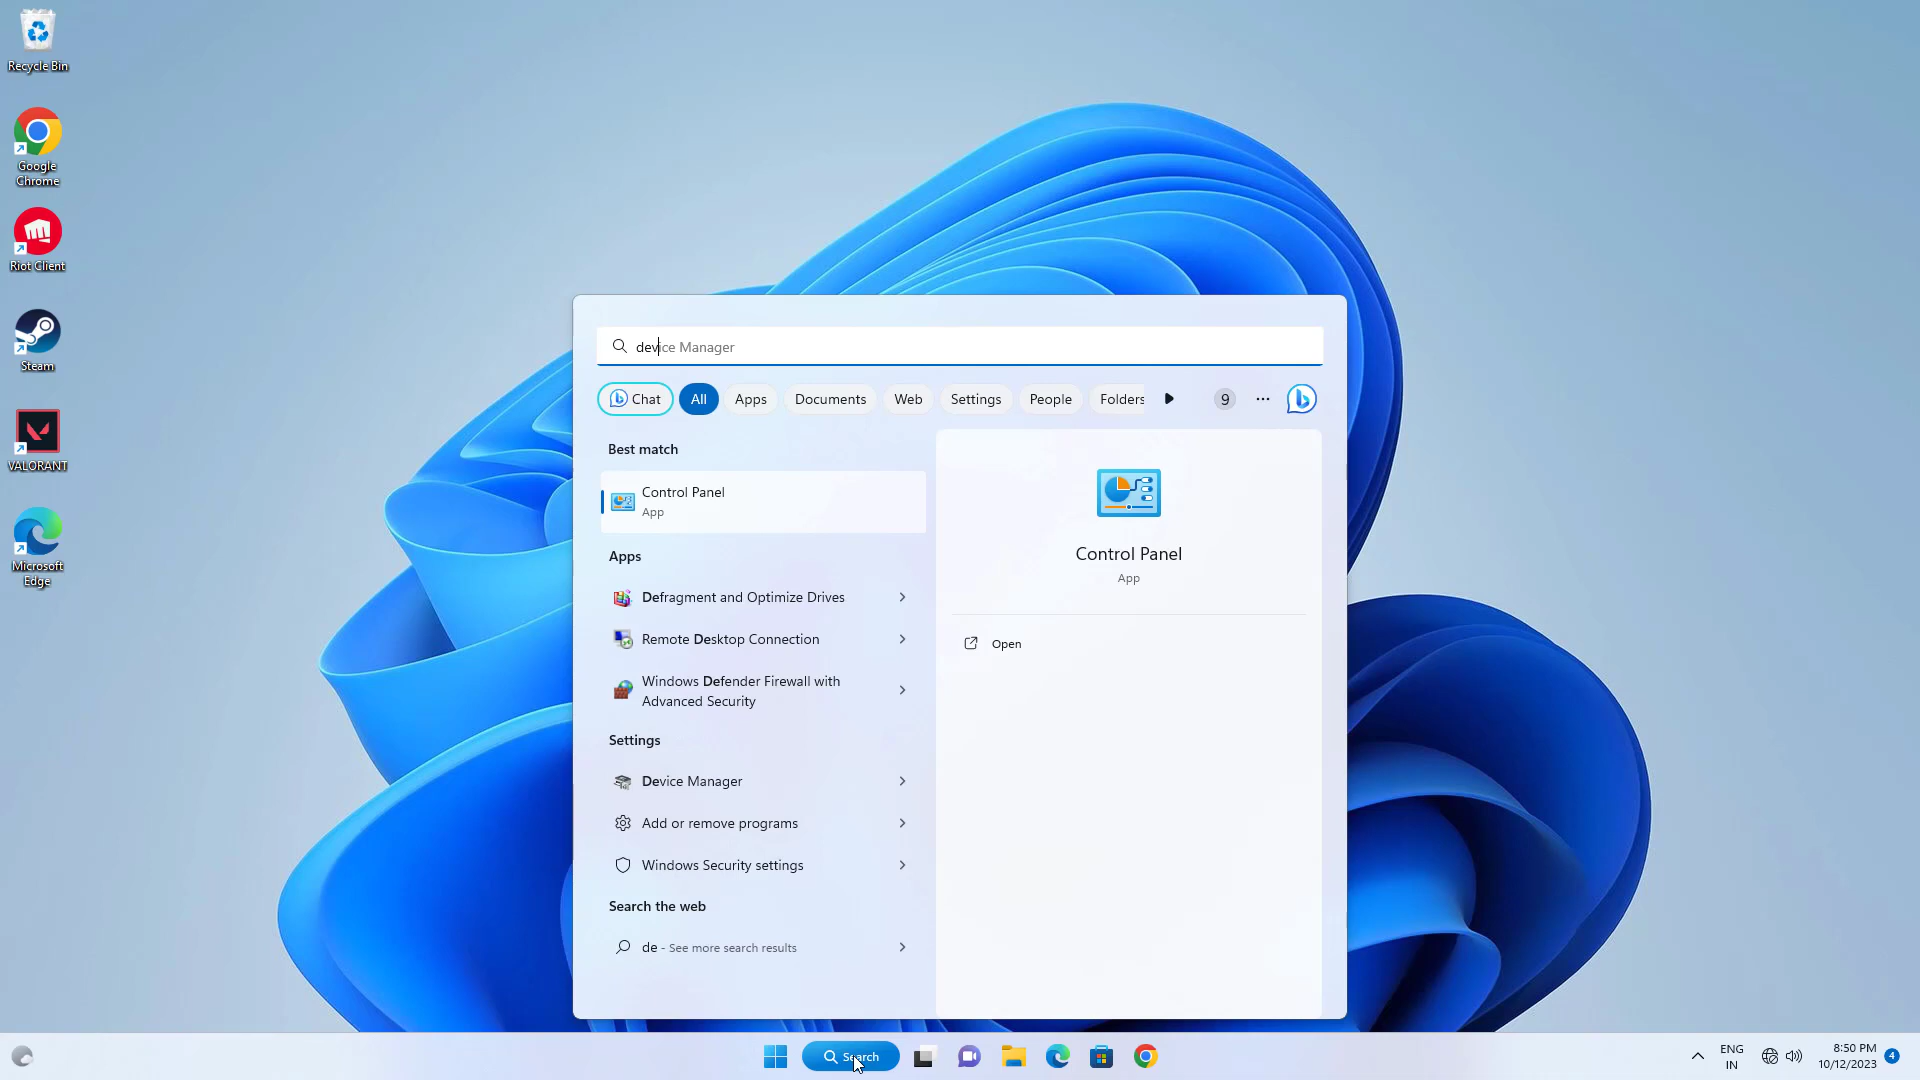 Recycle Bin
Google
Chrome
Riot Client
Steam
VALORANT
Microsoft
Edge
device Manager
Chat
All
Apps
Documents
Web
Settings
People
Folders
9
Best match
Control Panel
App
Apps
Defragment and Optimize Drives
Remote Desktop Connection
Windows Defender Firewall with
Advanced Security
Settings
Device Manager
Add or remove programs
Windows Security settings
Search the web
de - See more search results
Control Panel
App
Open
Search
ENG
IN
8:50 PM
10/12/2023
4